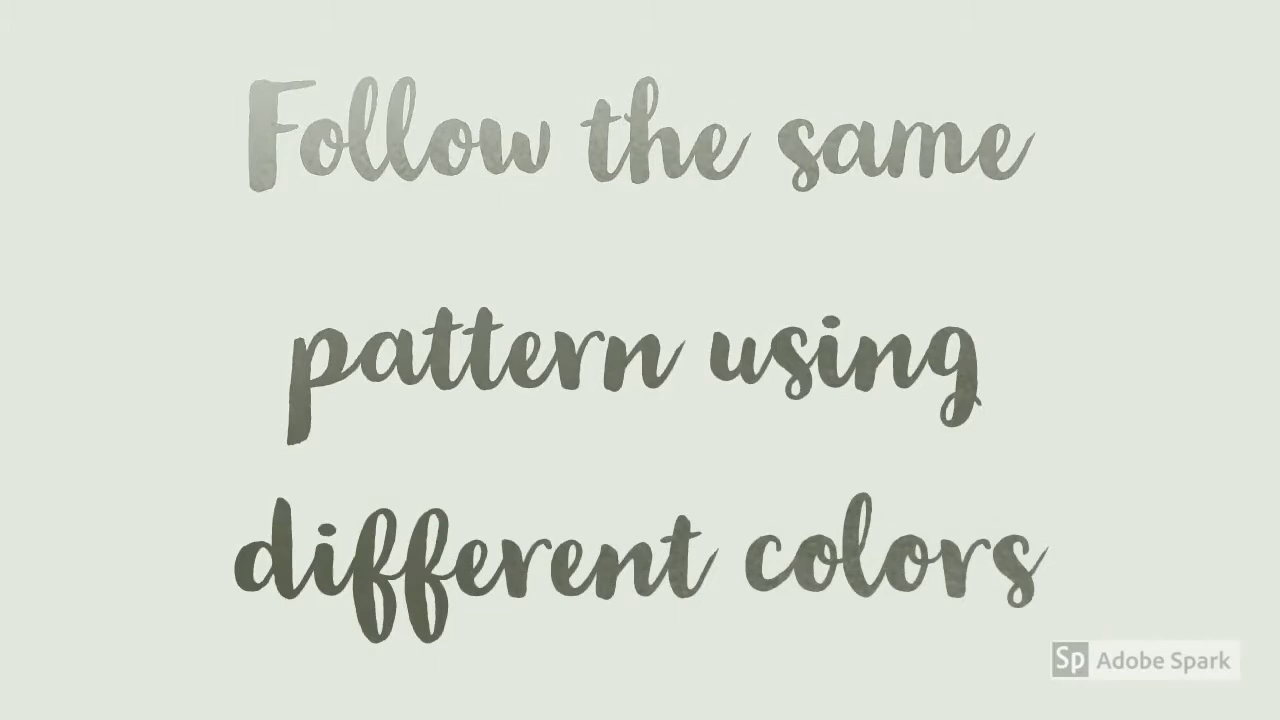 Follow the same
pattern using
different colors
Sp Adobe Spark